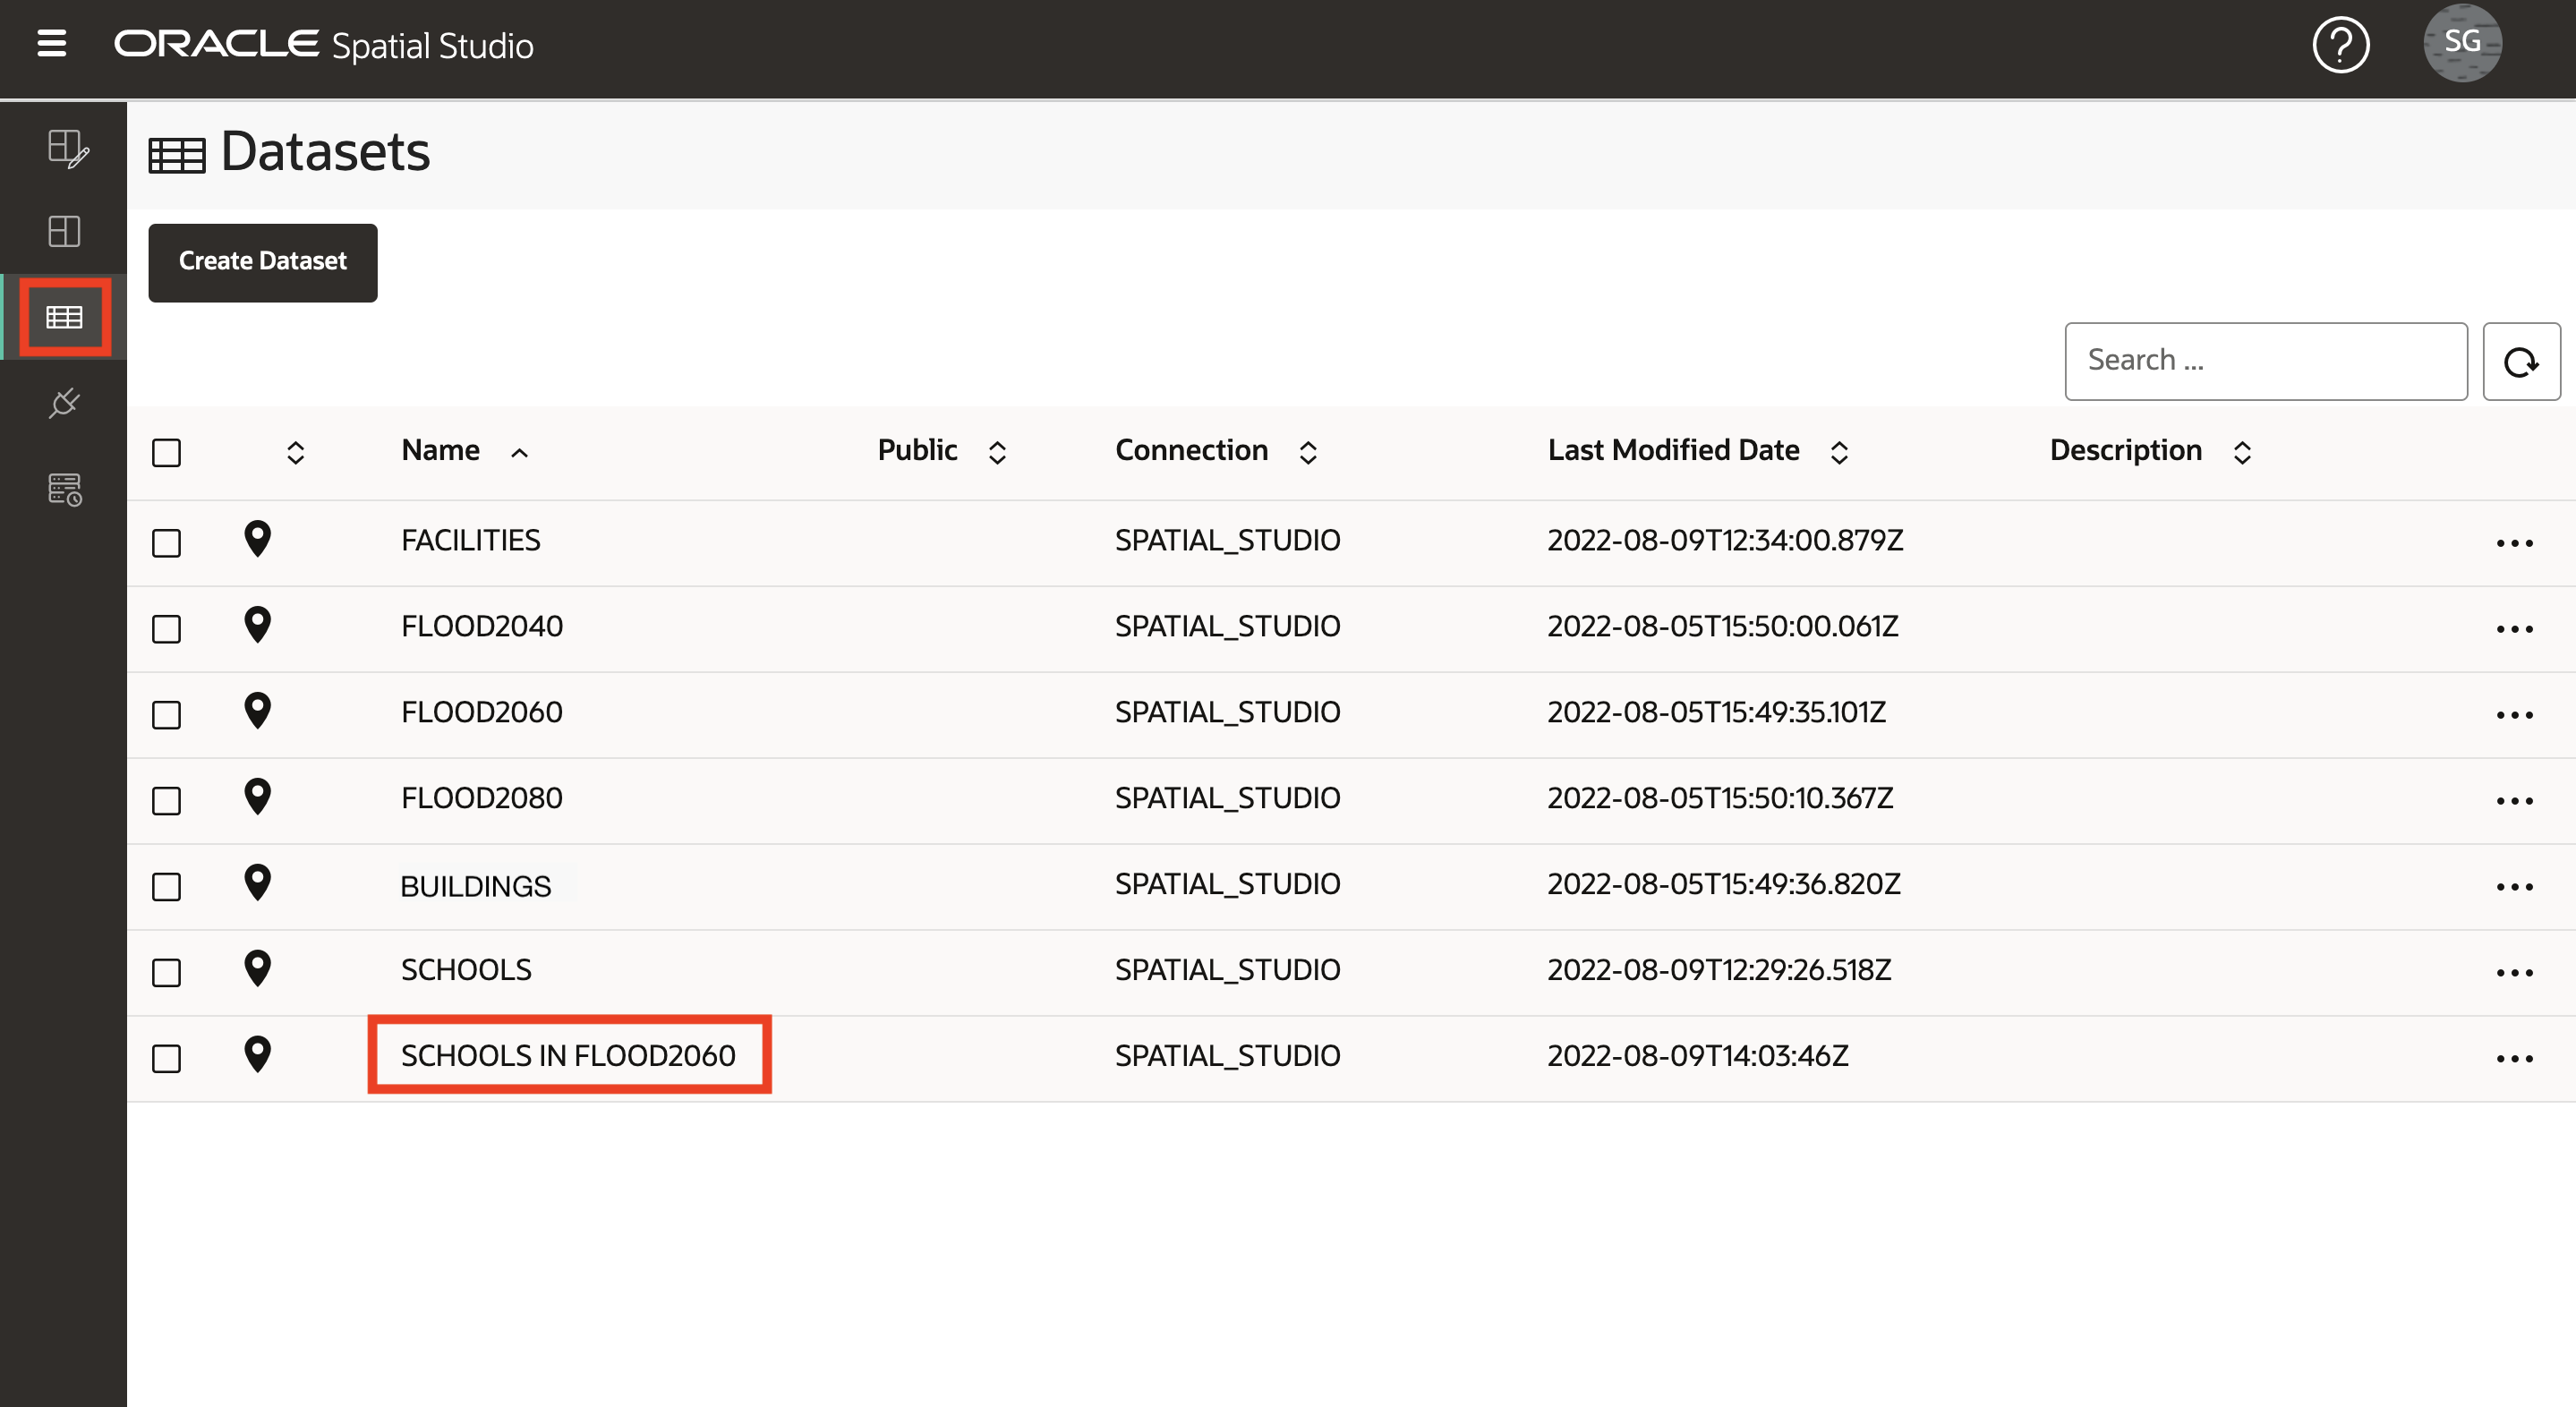 ORACLE Spatial Studio
SG
Datasets
Create Dataset
Search ...
Name Public Connection Last Modified Date Description
FACILITIES SPATIAL_STUDIO 2022-08-09T12:34:00.879Z
FLOOD2040 SPATIAL_STUDIO 2022-08-05T15:50:00.061Z
FLOOD2060 SPATIAL_STUDIO 2022-08-05T15:49:35.101Z
FLOOD2080 SPATIAL_STUDIO 2022-08-05T15:50:10.367Z
BUILDINGS SPATIAL_STUDIO 2022-08-05T15:49:36.820Z
SCHOOLS SPATIAL_STUDIO 2022-08-09T12:29:26.518Z
SCHOOLS IN FLOOD2060 SPATIAL_STUDIO 2022-08-09T14:03:46Z